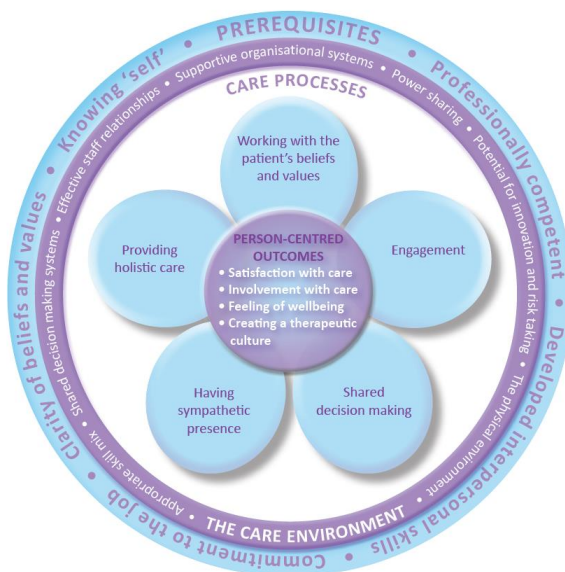 PREREQUISITES • Professionally competent • Developed interpersonal skills • Commitment to the job • Clarity of beliefs and values • Knowing ‘self’ •
Supportive organisational systems • Power sharing • Potential for innovation and risk taking • The physical environment • THE CARE ENVIRONMENT • Appropriate skill mix • Shared decision making systems • Effective staff relationships •
CARE PROCESSES
Working with the
patient’s beliefs
and values
Engagement
Shared
decision making
Having
sympathetic
presence
Providing
holistic care
PERSON-CENTRED
OUTCOMES
• Satisfaction with care
• Involvement with care
• Feeling of wellbeing
• Creating a therapeutic
culture